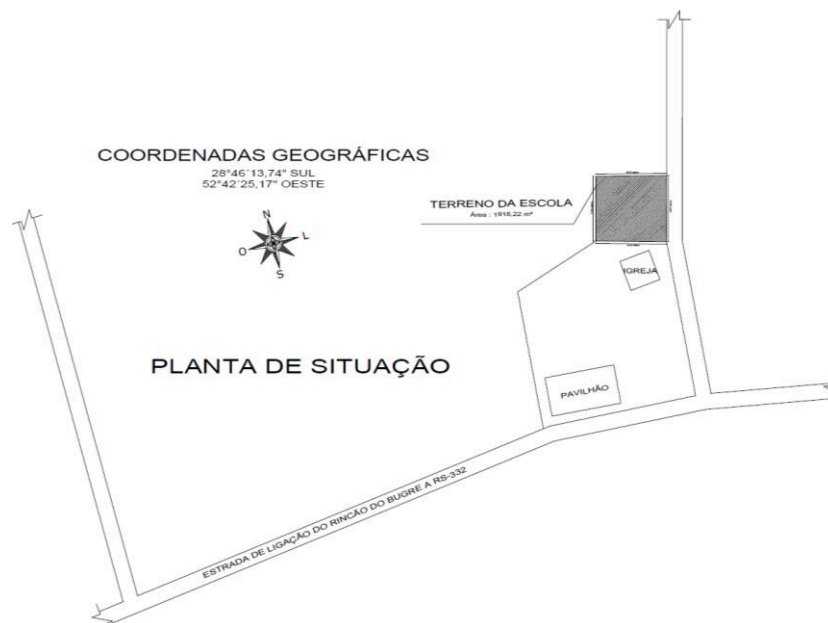 COORDENADAS GEOGRÁFICAS
28°46´13,74" SUL
52°42´25,17" OESTE
TERRENO DA ESCOLA
Área : 1918,22 m²
N
L
O
S
IGREJA
PLANTA DE SITUAÇÃO
PAVILHÃO
ESTRADA DE LIGAÇÃO DO RINCÃO DO BUGRE A RS-332